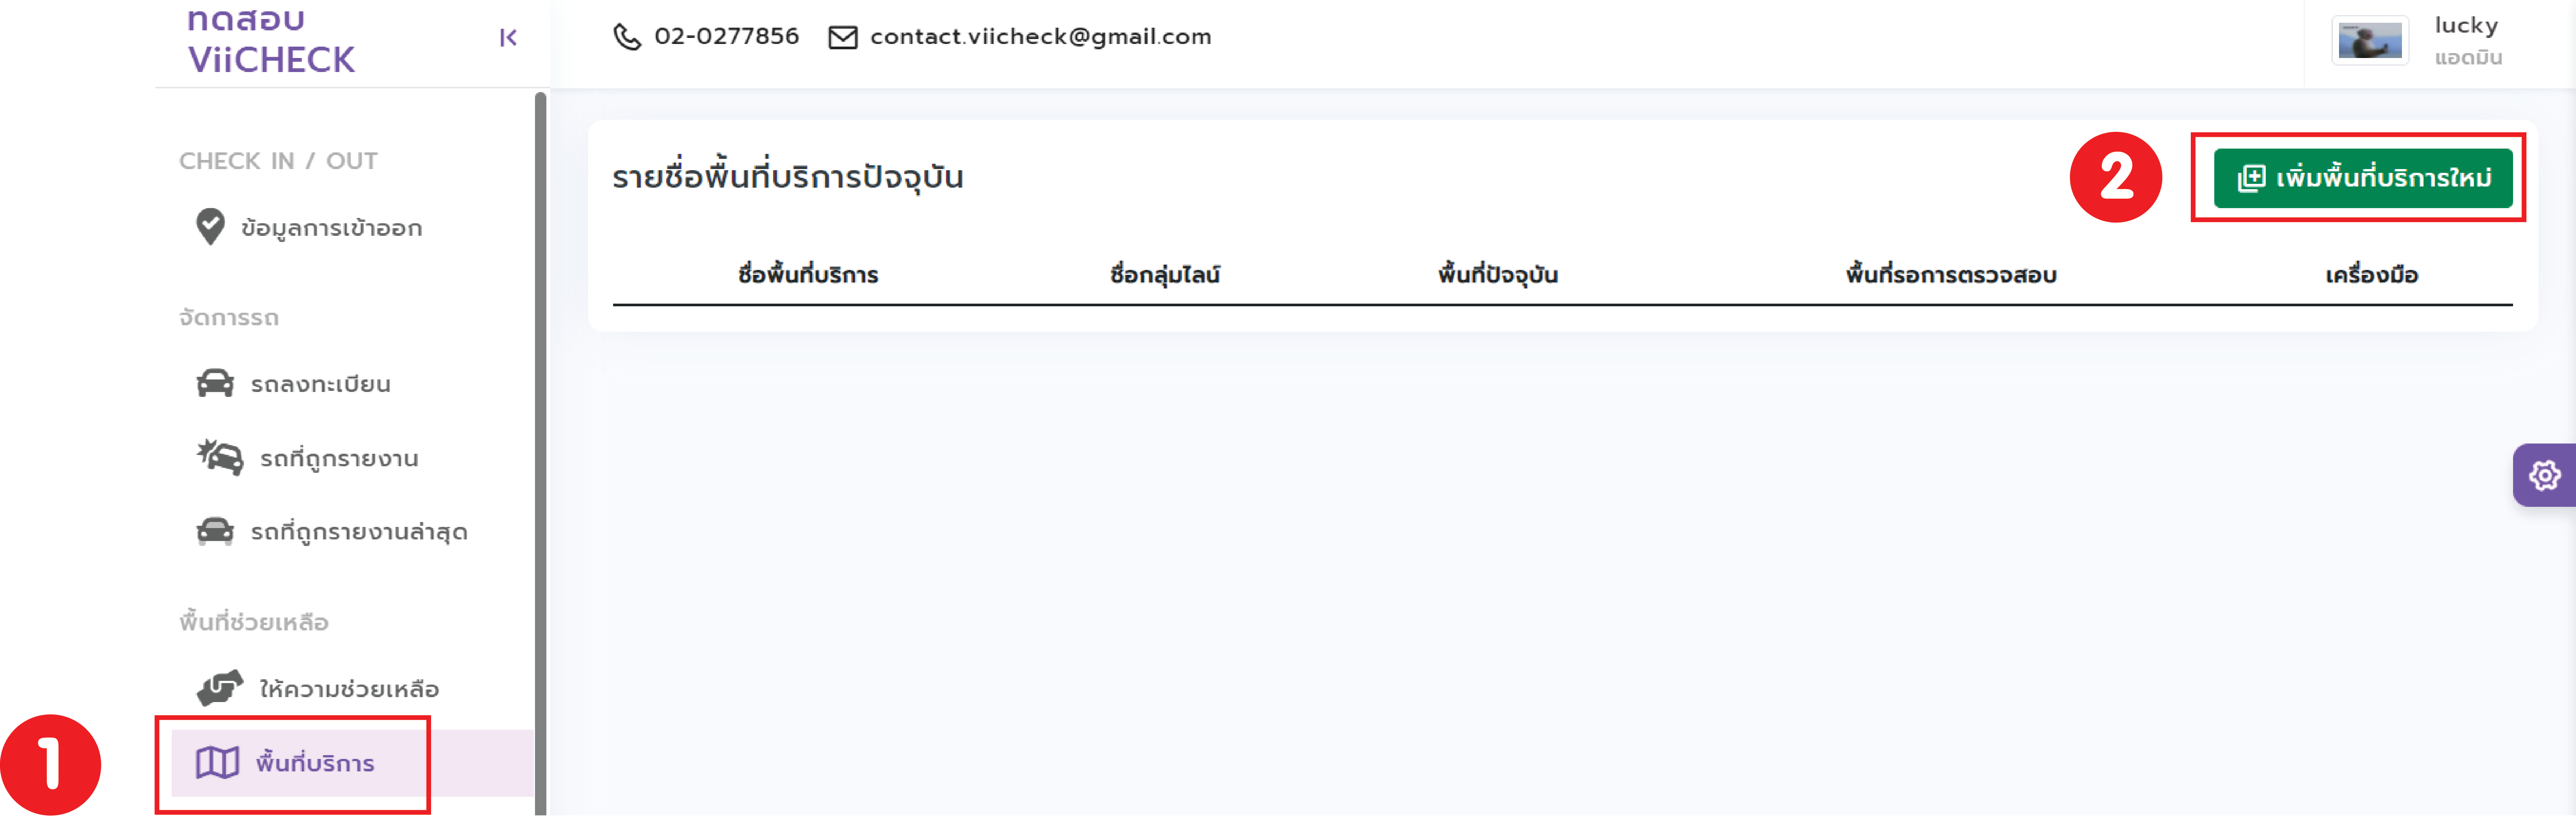 ทดสอบ
ViiCHECK
02-0277856 contact.viicheck@gmail.com
lucky
แอดมิน
CHECK IN / OUT
ข้อมูลการเข้าออก
จัดการรถ
รถลงทะเบียน
รถที่ถูกรายงาน
รถที่ถูกรายงานล่าสุด
พื้นที่ช่วยเหลือ
ให้ความช่วยเหลือ
1
พื้นที่บริการ
รายชื่อพื้นที่บริการปัจจุบัน
2
เพิ่มพื้นที่บริการใหม่
ชื่อพื้นที่บริการ ชื่อกลุ่มไลน์ พื้นที่ปัจจุบัน พื้นที่รอการตรวจสอบ เครื่องมือ